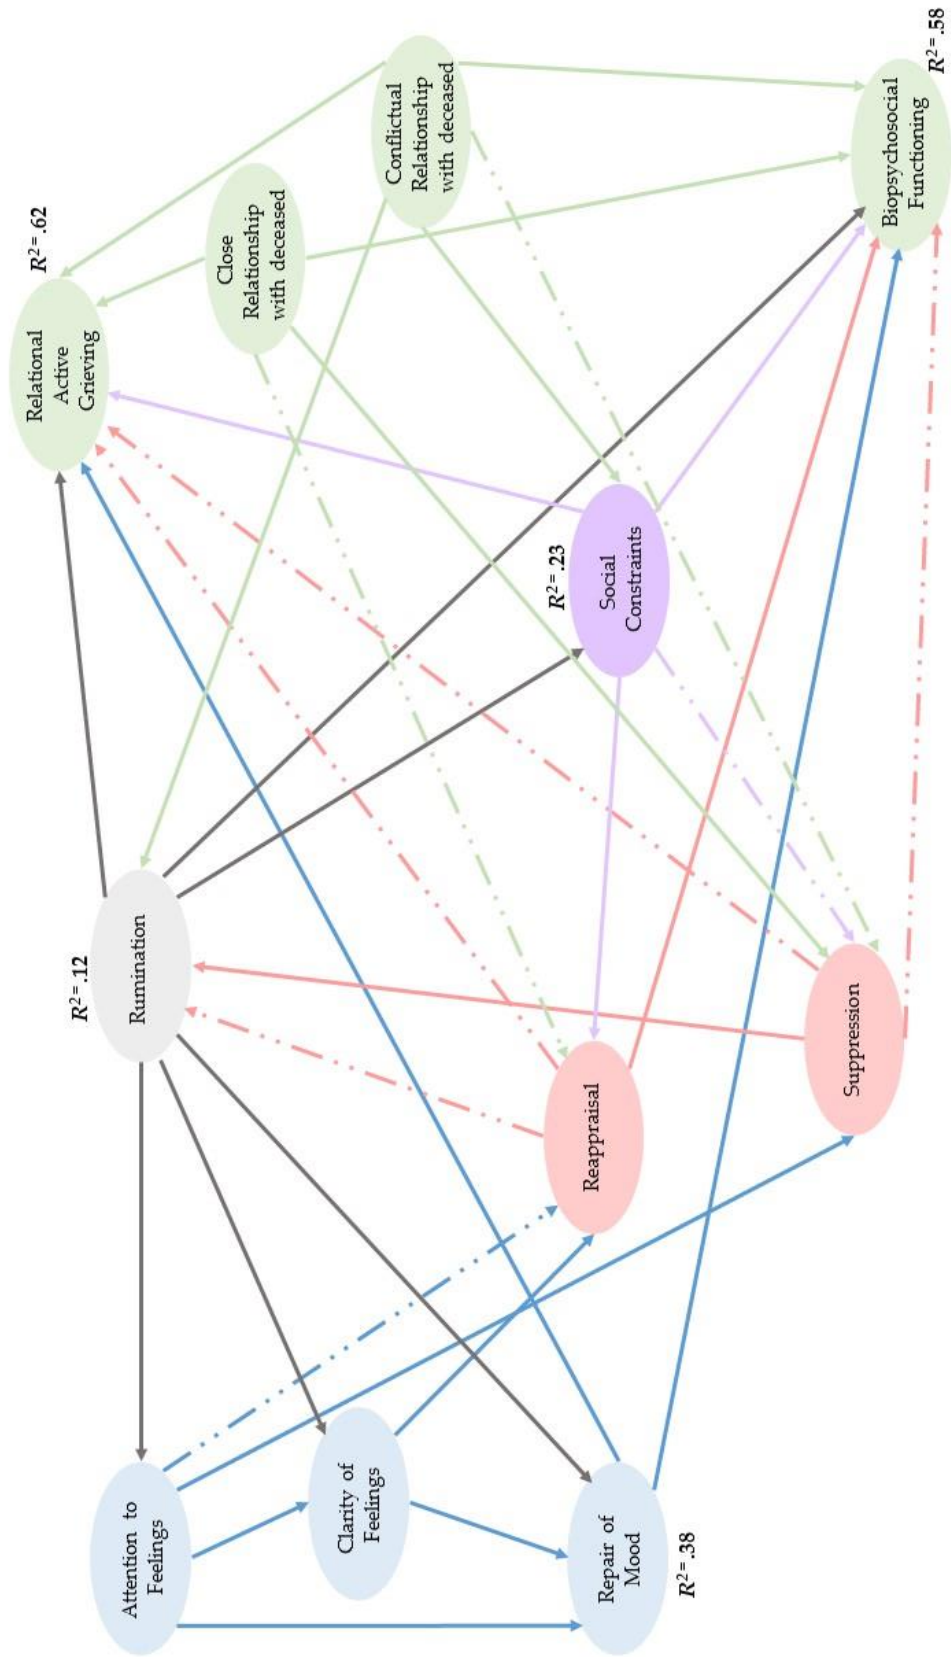 R²=.62
Relational
Active
Grieving
Close
Relationship
with deceased
Conflictual
Relationship
with deceased
R²=.12
Rumination
R²=.23
Social
Constraints
Attention to
Feelings
Clarity of
Feelings
Repair of
Mood
R²=.38
Reappraisal
Suppression
Biopsychosocial
Functioning
R²=.58